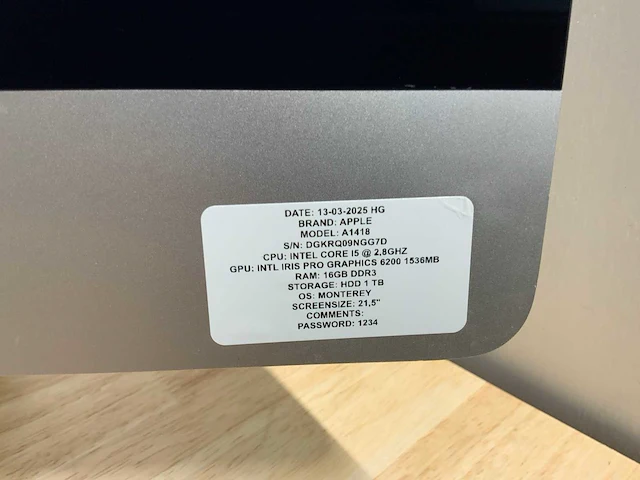 DATE: 13-03-2025 HG
BRAND: APPLE
MODEL: A1418
S/N: DGKRQ09NGG7D
CPU: INTEL CORE I5 @ 2,8GHZ
GPU: INTL IRIS PRO GRAPHICS 6200 1536MB
RAM: 16GB DDR3
STORAGE: HDD 1 TB
OS: MONTEREY
SCREENSIZE: 21,5"
COMMENTS:
PASSWORD: 1234